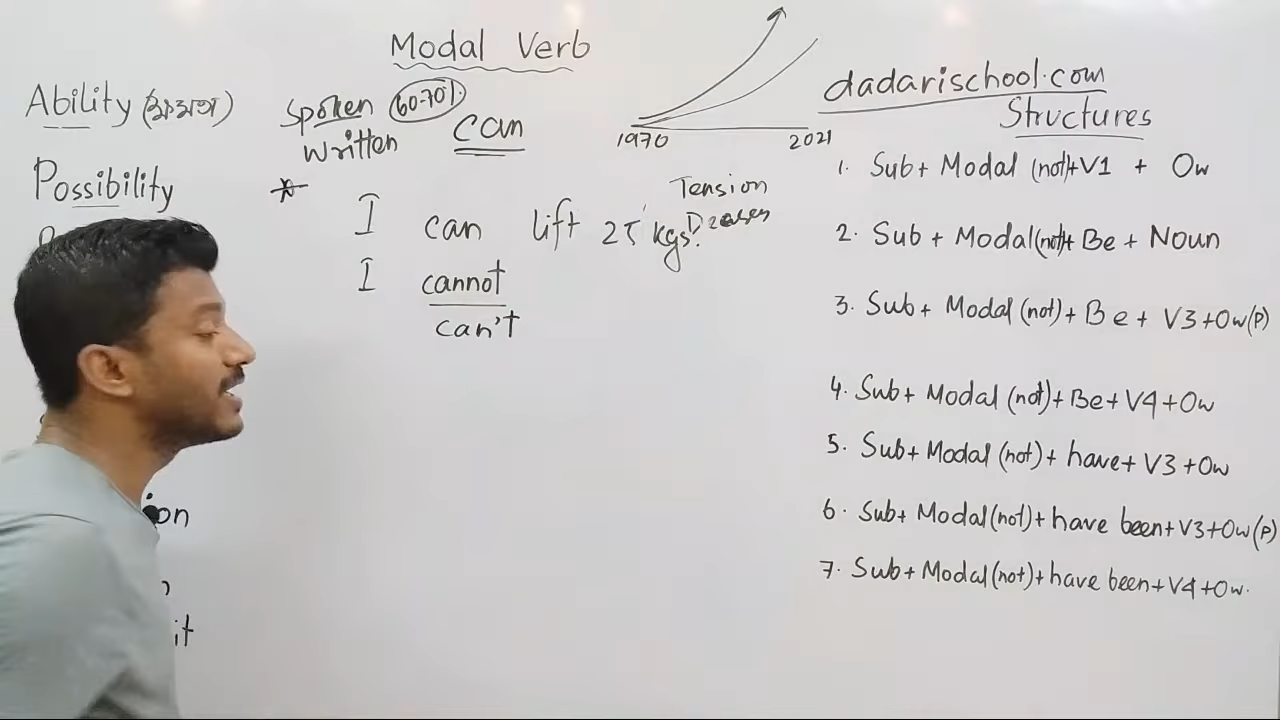 Modal Verb
Ability (ক্ষমতা)
Possibility
on
it
Spoken 60-70%
Written
can
I can lift 25 kgs.
I cannot
can't
1970 2021
Tension
dadarischool.com
Structures
1. Sub+ Modal (not)+V1 + Ow
2. Sub + Modal(not)+ Be + Noun
3. Sub+ Modal (not)+ Be + V3+Ow(P)
4. Sub+ Modal (not)+Be+V4+Ow
5. Sub+Modal (not)+ have+ V3+Ow
6. Sub+ Modal(not)+have been+V3+Ow(P)
7. Sub+Modal(not)+have been+V4+Ow.